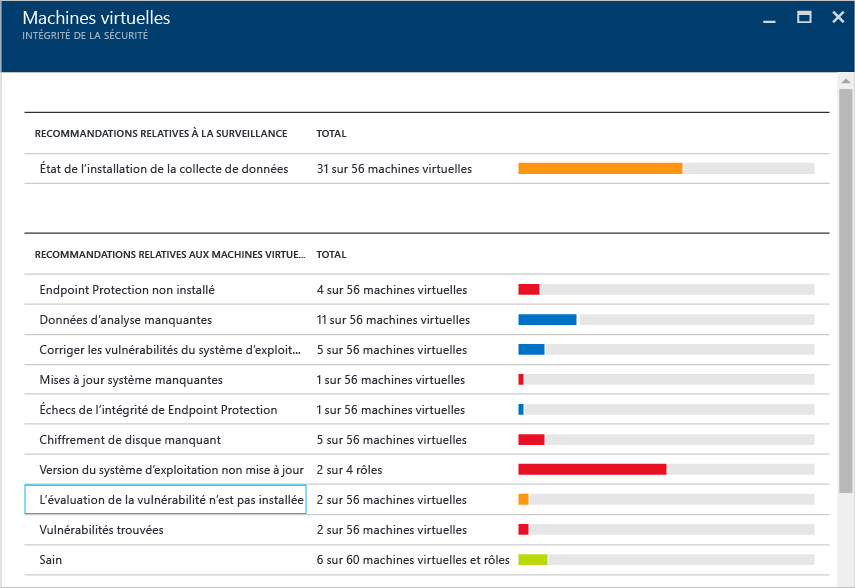 Machines virtuelles
INTÉGRITÉ DE LA SÉCURITÉ
RECOMMANDATIONS RELATIVES À LA SURVEILLANCE TOTAL
État de l’installation de la collecte de données 31 sur 56 machines virtuelles
RECOMMANDATIONS RELATIVES AUX MACHINES VIRTUE... TOTAL
Endpoint Protection non installé 4 sur 56 machines virtuelles
Données d’analyse manquantes 11 sur 56 machines virtuelles
Corriger les vulnérabilités du système d’exploit... 5 sur 56 machines virtuelles
Mises à jour système manquantes 1 sur 56 machines virtuelles
Échecs de l’intégrité de Endpoint Protection 1 sur 56 machines virtuelles
Chiffrement de disque manquant 5 sur 56 machines virtuelles
Version du système d’exploitation non mise à jour 2 sur 4 rôles
L’évaluation de la vulnérabilité n’est pas installée 2 sur 56 machines virtuelles
Vulnérabilités trouvées 2 sur 56 machines virtuelles
Sain 6 sur 60 machines virtuelles et rôles